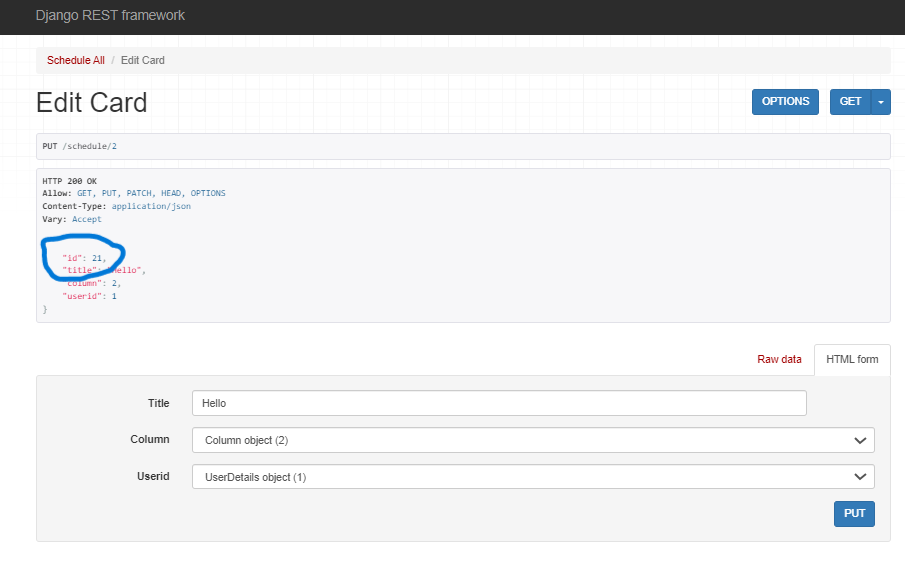 Django REST framework
Schedule All / Edit Card
Edit Card
OPTIONS GET
PUT /schedule/2
HTTP 200 OK
Allow: GET, PUT, PATCH, HEAD, OPTIONS
Content-Type: application/json
Vary: Accept
"id": 21,
"title": "Hello",
"column": 2,
"userid": 1
}
Raw data HTML form
Title Hello
Column Column object (2)
Userid UserDetails object (1)
PUT